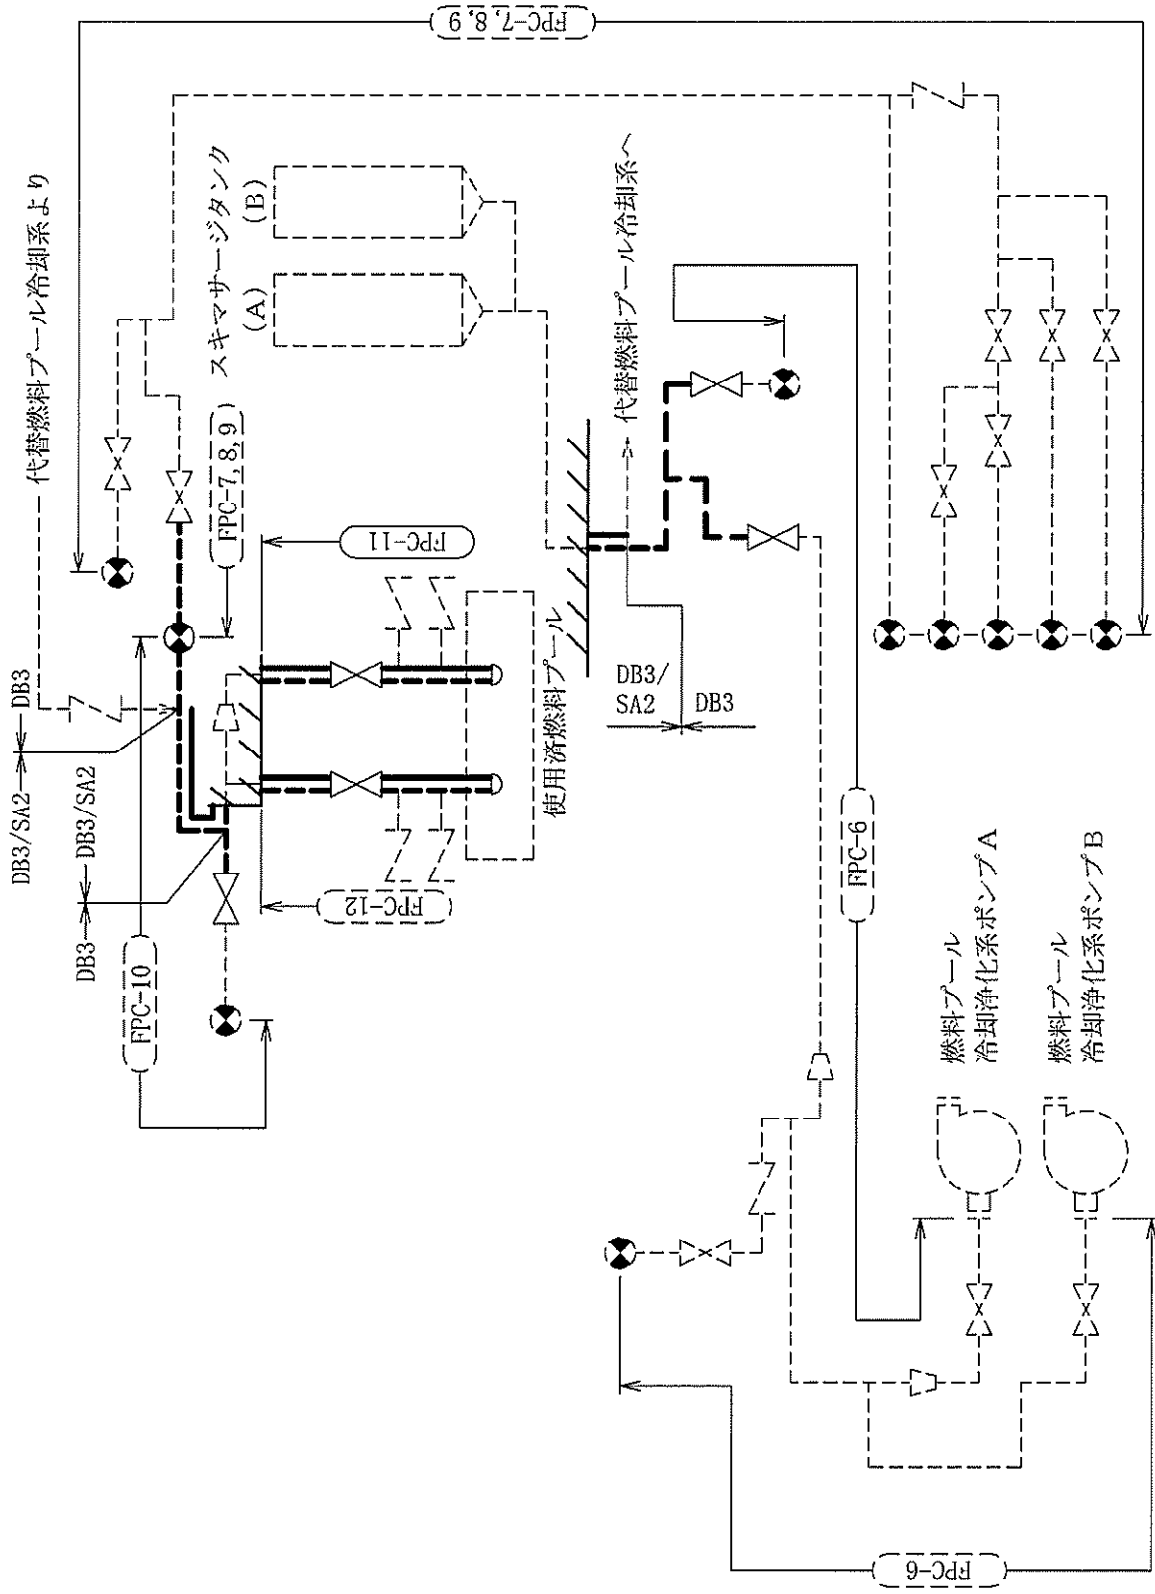 FPC-7,8,9
代替燃料プール冷却系より
スキマサージタンク
(A)
(B)
FPC-7,8,9
FPC-11
DB3
DB3/SA2
DB3/SA2
DB3
FPC-10
FPC-12
使用済燃料プール
代替燃料プール冷却系へ
DB3/
SA2
DB3
FPC-6
燃料プール
冷却浄化系ポンプA
燃料プール
冷却浄化系ポンプB
FPC-6